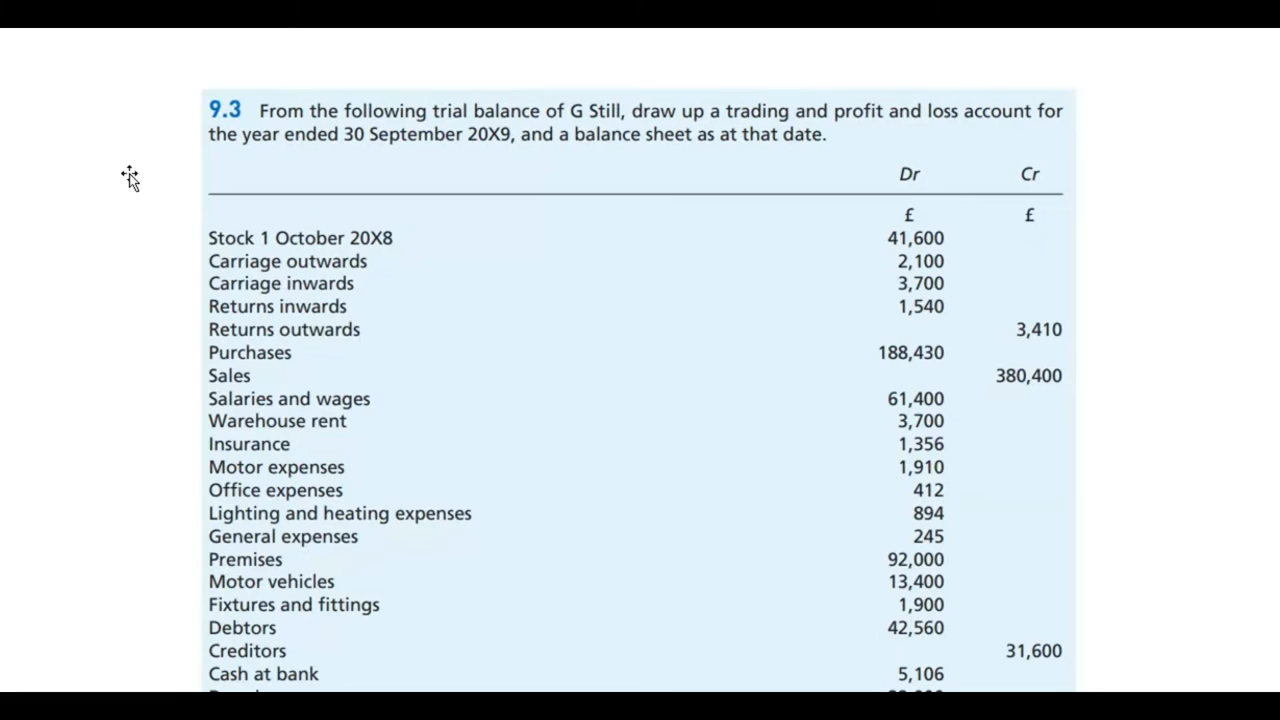 9.3 From the following trial balance of G Still, draw up a trading and profit and loss account for
the year ended 30 September 20X9, and a balance sheet as at that date.
Dr Cr
£ £
Stock 1 October 20X8 41,600
Carriage outwards 2,100
Carriage inwards 3,700
Returns inwards 1,540
Returns outwards 3,410
Purchases 188,430
Sales 380,400
Salaries and wages 61,400
Warehouse rent 3,700
Insurance 1,356
Motor expenses 1,910
Office expenses 412
Lighting and heating expenses 894
General expenses 245
Premises 92,000
Motor vehicles 13,400
Fixtures and fittings 1,900
Debtors 42,560
Creditors 31,600
Cash at bank 5,106